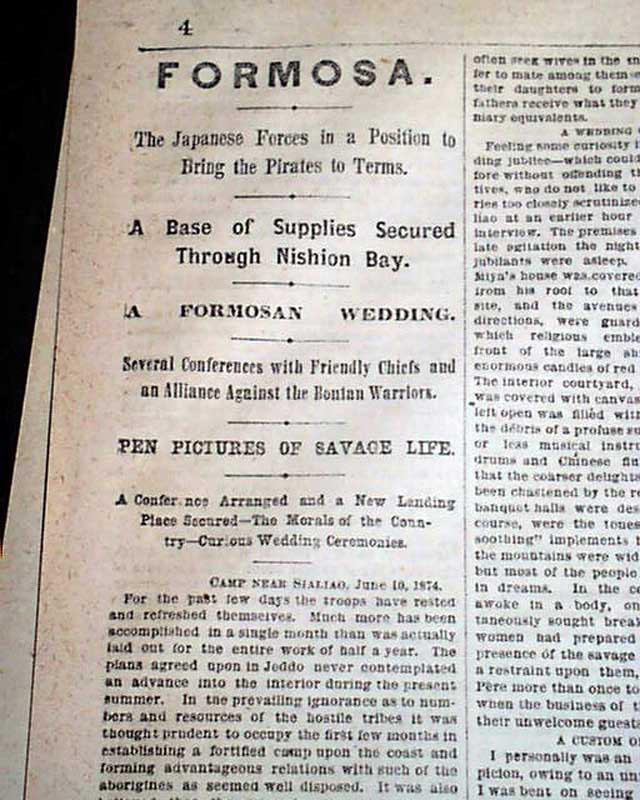 4
FORMOSA.
The Japanese Forces in a Position to
Bring the Pirates to Terms.
A Base of Supplies Secured
Through Nishion Bay.
A FORMOSAN WEDDING.
Several Conferences with Friendly Chiefs and
an Alliance Against the Boutan Warriors.
PEN PICTURES OF SAVAGE LIFE.
A Conference Arranged and a New Landing
Place Secured—The Morals of the Coun-
try—Curious Wedding Ceremonies.
CAMP NEAR SIALIAO, June 10, 1874.
For the past few days the troops have rested
and refreshed themselves. Much more has been
accomplished in a single month than was actually
laid out for the entire work of half a year. The
plans agreed upon in Jeddo never contemplated
an advance into the interior during the present
summer. In the prevailing ignorance as to num-
bers and resources of the hostile tribes it was
thought prudent to occupy the first few months in
establishing a fortified camp upon the coast and
forming advantageous relations with such of the
aborigines as seemed well disposed. It was also
often seek wives in the
fer to mate among them
their daughters to form
fathers receive what they
niary equivalents.
A WEDDING
Feeling some curiosity
ding jubilee—which could
fore without offending
tives, who do not like to
ries too closely scrutinized
liao at an earlier hour
interview. The premises
late agitation the night
jubilants were asleep.
Miya's house was covered
from his roof to that
site, and the avenues
directions, were guard
which religious emble
front of the large
enormous candles of red
The interior courtyard,
was covered with canvas
left open was filled with
the débris of a profuse
or less musical instru
drums and Chinese
that the coarser delights
been chastened by the
banquet halls were
course, were the tones
soothing" implements
the mountains were
but most of the people
in dreams. In the
awoke in a body,
taneously sought break
women had prepared
presence of the savage
a restraint upon them,
Père more than once to
when the business of
their unwelcome guests
A CUSTOM
I personally was an
picion, owing to an
I was bent on seeing